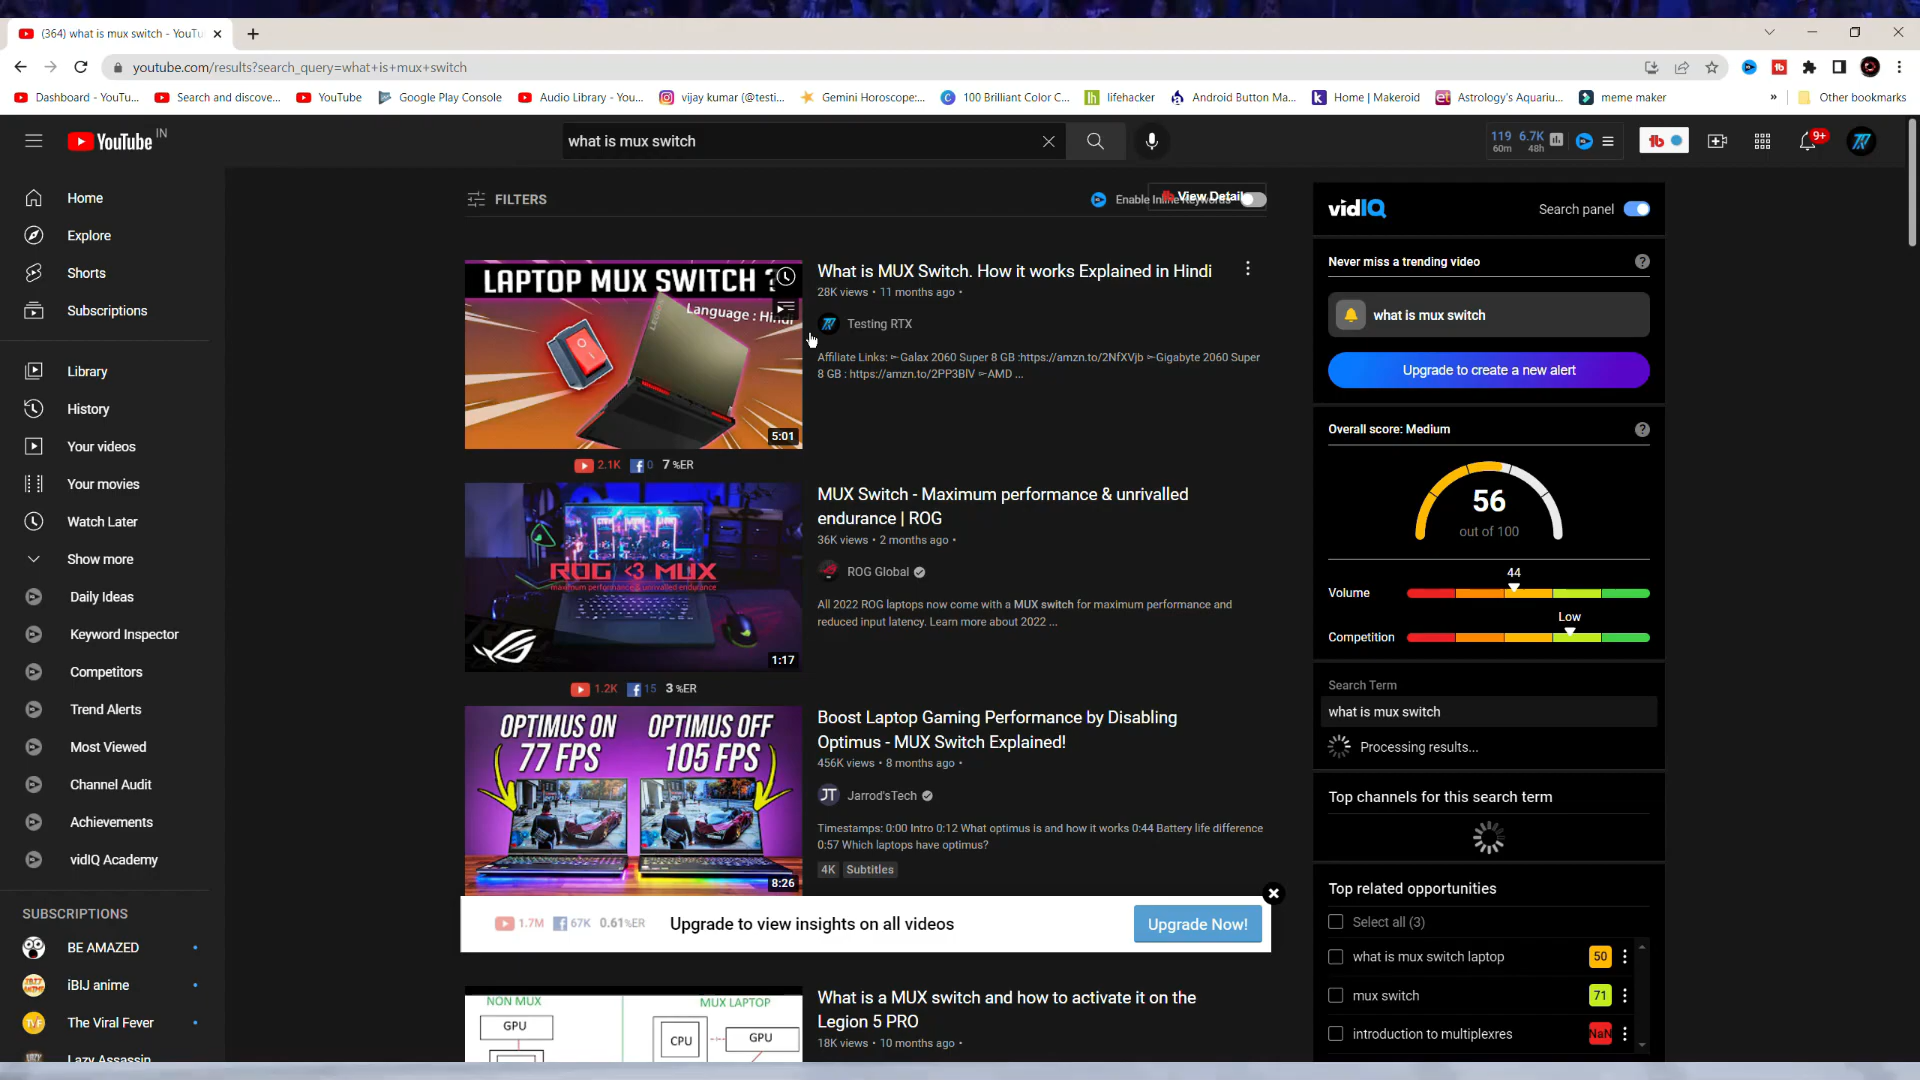 (364) what is mux switch - YouTu
youtube.com/results?search_query=what+is+mux+switch
Dashboard - YouTu...
Search and discove...
YouTube
Google Play Console
Audio Library - You...
vijay kumar (@testi...
Gemini Horoscope:...
100 Brilliant Color C...
lifehacker
Android Button Ma...
Home | Makeroid
Astrology's Aquariu...
meme maker
Other bookmarks
YouTube IN
what is mux switch
119 6.7K
60m 48h
9+
Home
Explore
Shorts
Subscriptions
Library
History
Your videos
Your movies
Watch Later
Show more
Daily Ideas
Keyword Inspector
Competitors
Trend Alerts
Most Viewed
Channel Audit
Achievements
vidIQ Academy
SUBSCRIPTIONS
BE AMAZED
iBIJ anime
The Viral Fever
Lazy Assassin
FILTERS
Enable Inline Keywords
View Details
LAPTOP MUX SWITCH ?
Language : Hindi
LEGION
5:01
What is MUX Switch. How it works Explained in Hindi
28K views • 11 months ago •
Testing RTX
Affiliate Links: ➳Galax 2060 Super 8 GB :https://amzn.to/2NfXVjb ➳Gigabyte 2060 Super
8 GB : https://amzn.to/2PP3BlV ➳AMD ...
2.1K 0 7 %ER
ROG <3 MUX
maximum performance & unrivalled endurance
1:17
MUX Switch - Maximum performance & unrivalled
endurance | ROG
36K views • 2 months ago •
ROG Global
All 2022 ROG laptops now come with a MUX switch for maximum performance and
reduced input latency. Learn more about 2022 ...
1.2K 15 3 %ER
OPTIMUS ON OPTIMUS OFF
77 FPS 105 FPS
8:26
Boost Laptop Gaming Performance by Disabling
Optimus - MUX Switch Explained!
456K views • 8 months ago •
JT Jarrod'sTech
Timestamps: 0:00 Intro 0:12 What optimus is and how it works 0:44 Battery life difference
0:57 Which laptops have optimus?
4K Subtitles
1.7M 67K 0.61%ER
Upgrade to view insights on all videos
Upgrade Now!
NON MUX MUX LAPTOP
GPU CPU GPU
What is a MUX switch and how to activate it on the
Legion 5 PRO
18K views • 10 months ago •
vidIQ
Search panel
Never miss a trending video
what is mux switch
Upgrade to create a new alert
Overall score: Medium
56
out of 100
44
Volume
Low
Competition
Search Term
what is mux switch
Processing results...
Top channels for this search term
Top related opportunities
Select all (3)
what is mux switch laptop 50
mux switch 71
introduction to multiplexres NaN